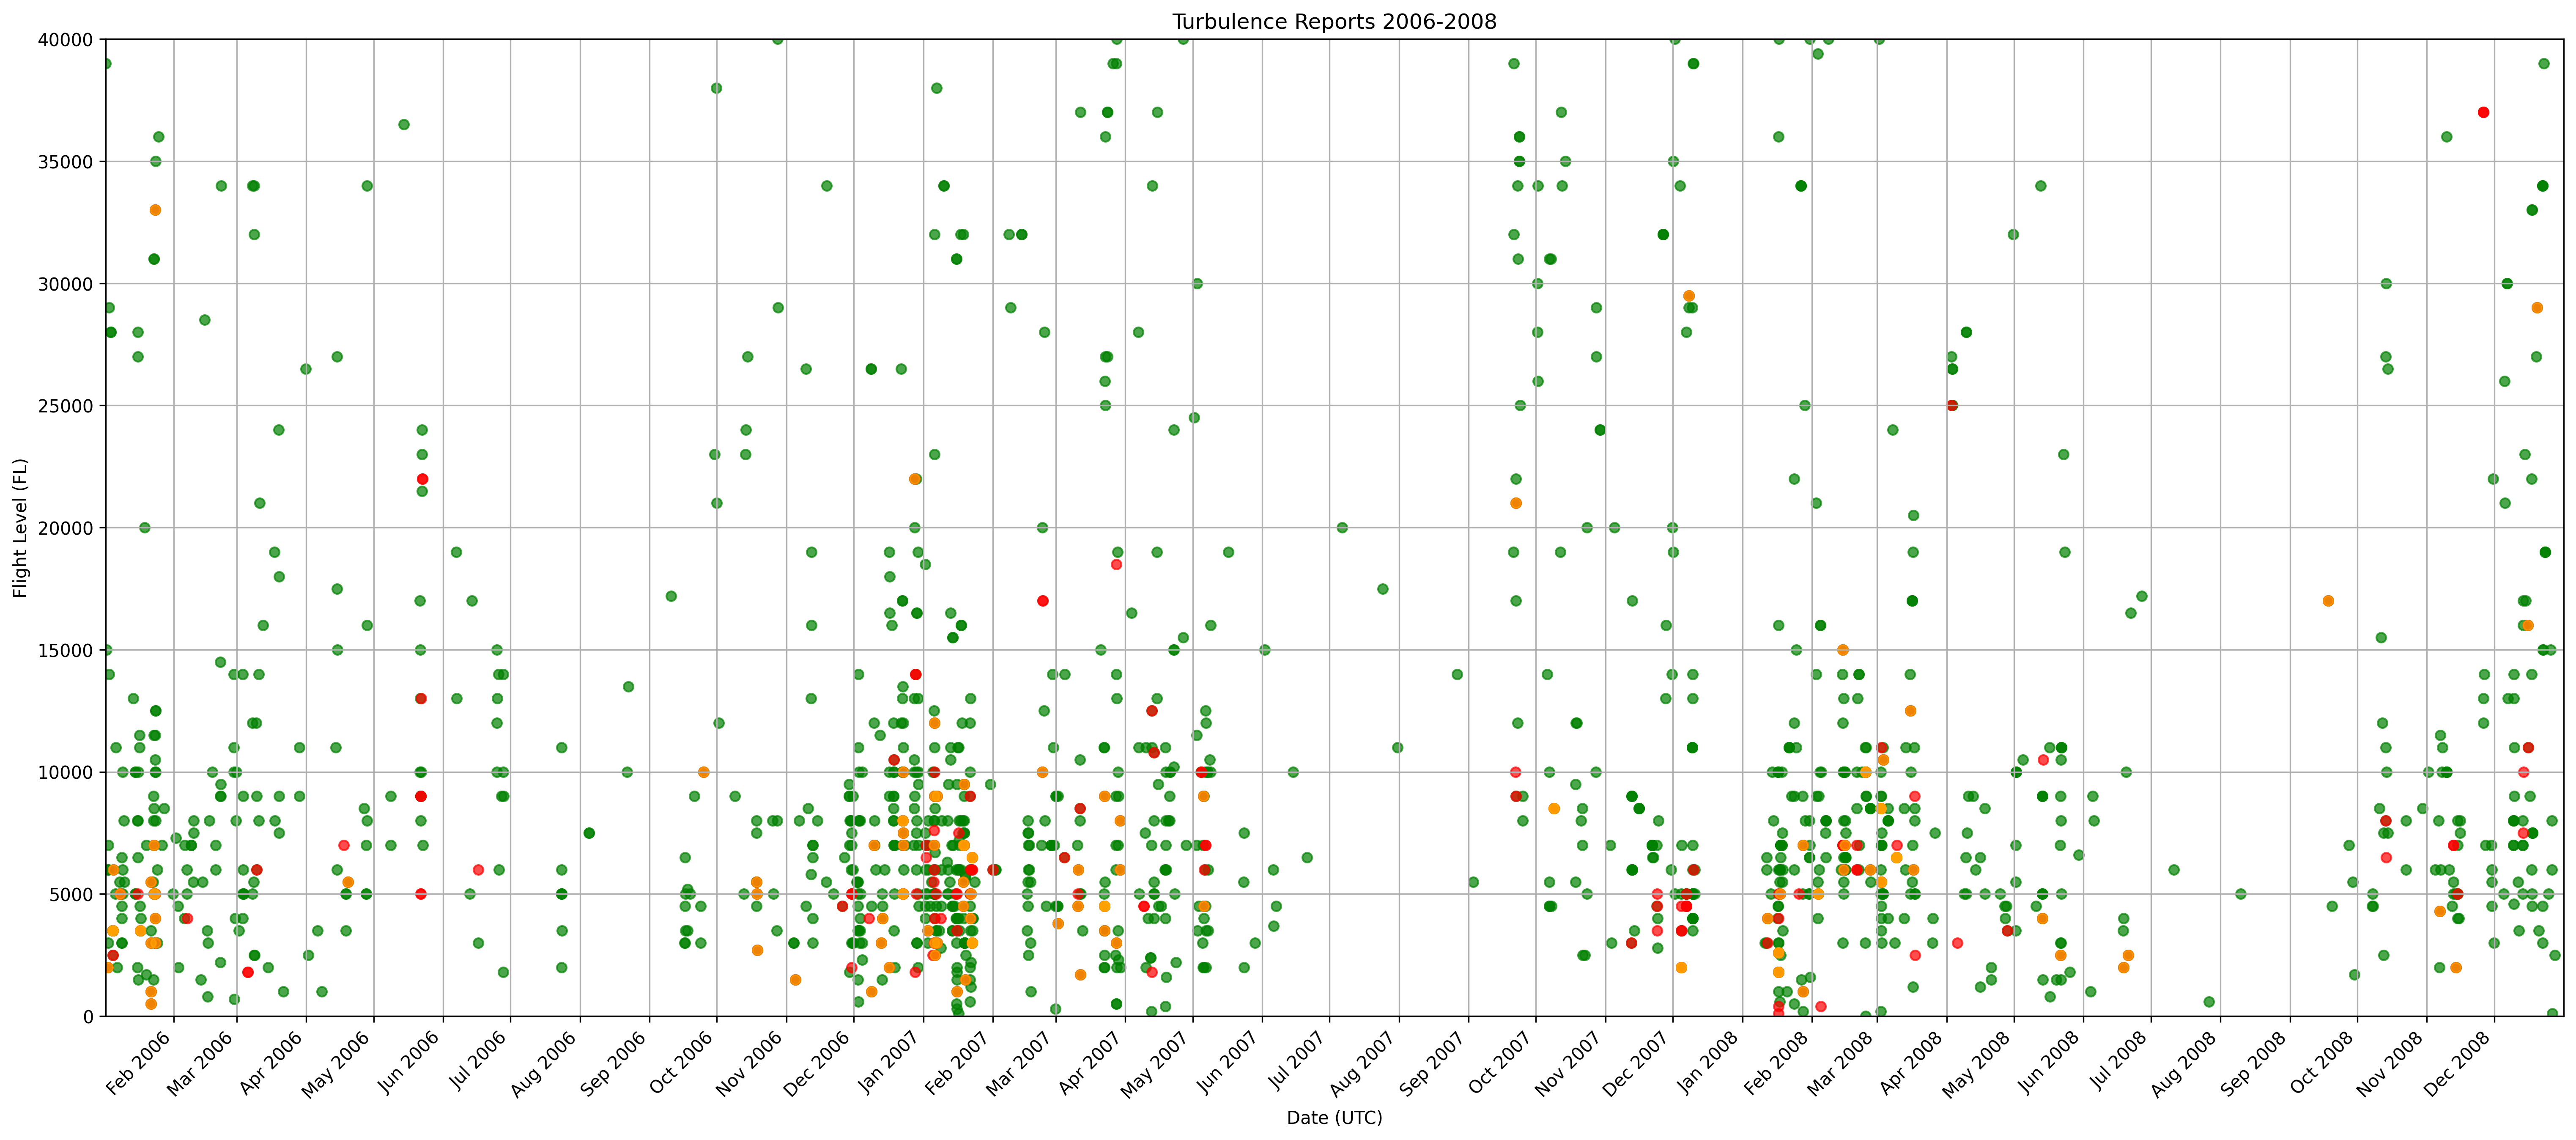 Turbulence Reports 2006-2008
Flight Level (FL)
40000
35000
30000
25000
20000
15000
10000
5000
0
Feb 2006
Mar 2006
Apr 2006
May 2006
Jun 2006
Jul 2006
Aug 2006
Sep 2006
Oct 2006
Nov 2006
Dec 2006
Jan 2007
Feb 2007
Mar 2007
Apr 2007
May 2007
Jun 2007
Jul 2007
Aug 2007
Sep 2007
Oct 2007
Nov 2007
Dec 2007
Jan 2008
Feb 2008
Mar 2008
Apr 2008
May 2008
Jun 2008
Jul 2008
Aug 2008
Sep 2008
Oct 2008
Nov 2008
Dec 2008
Date (UTC)